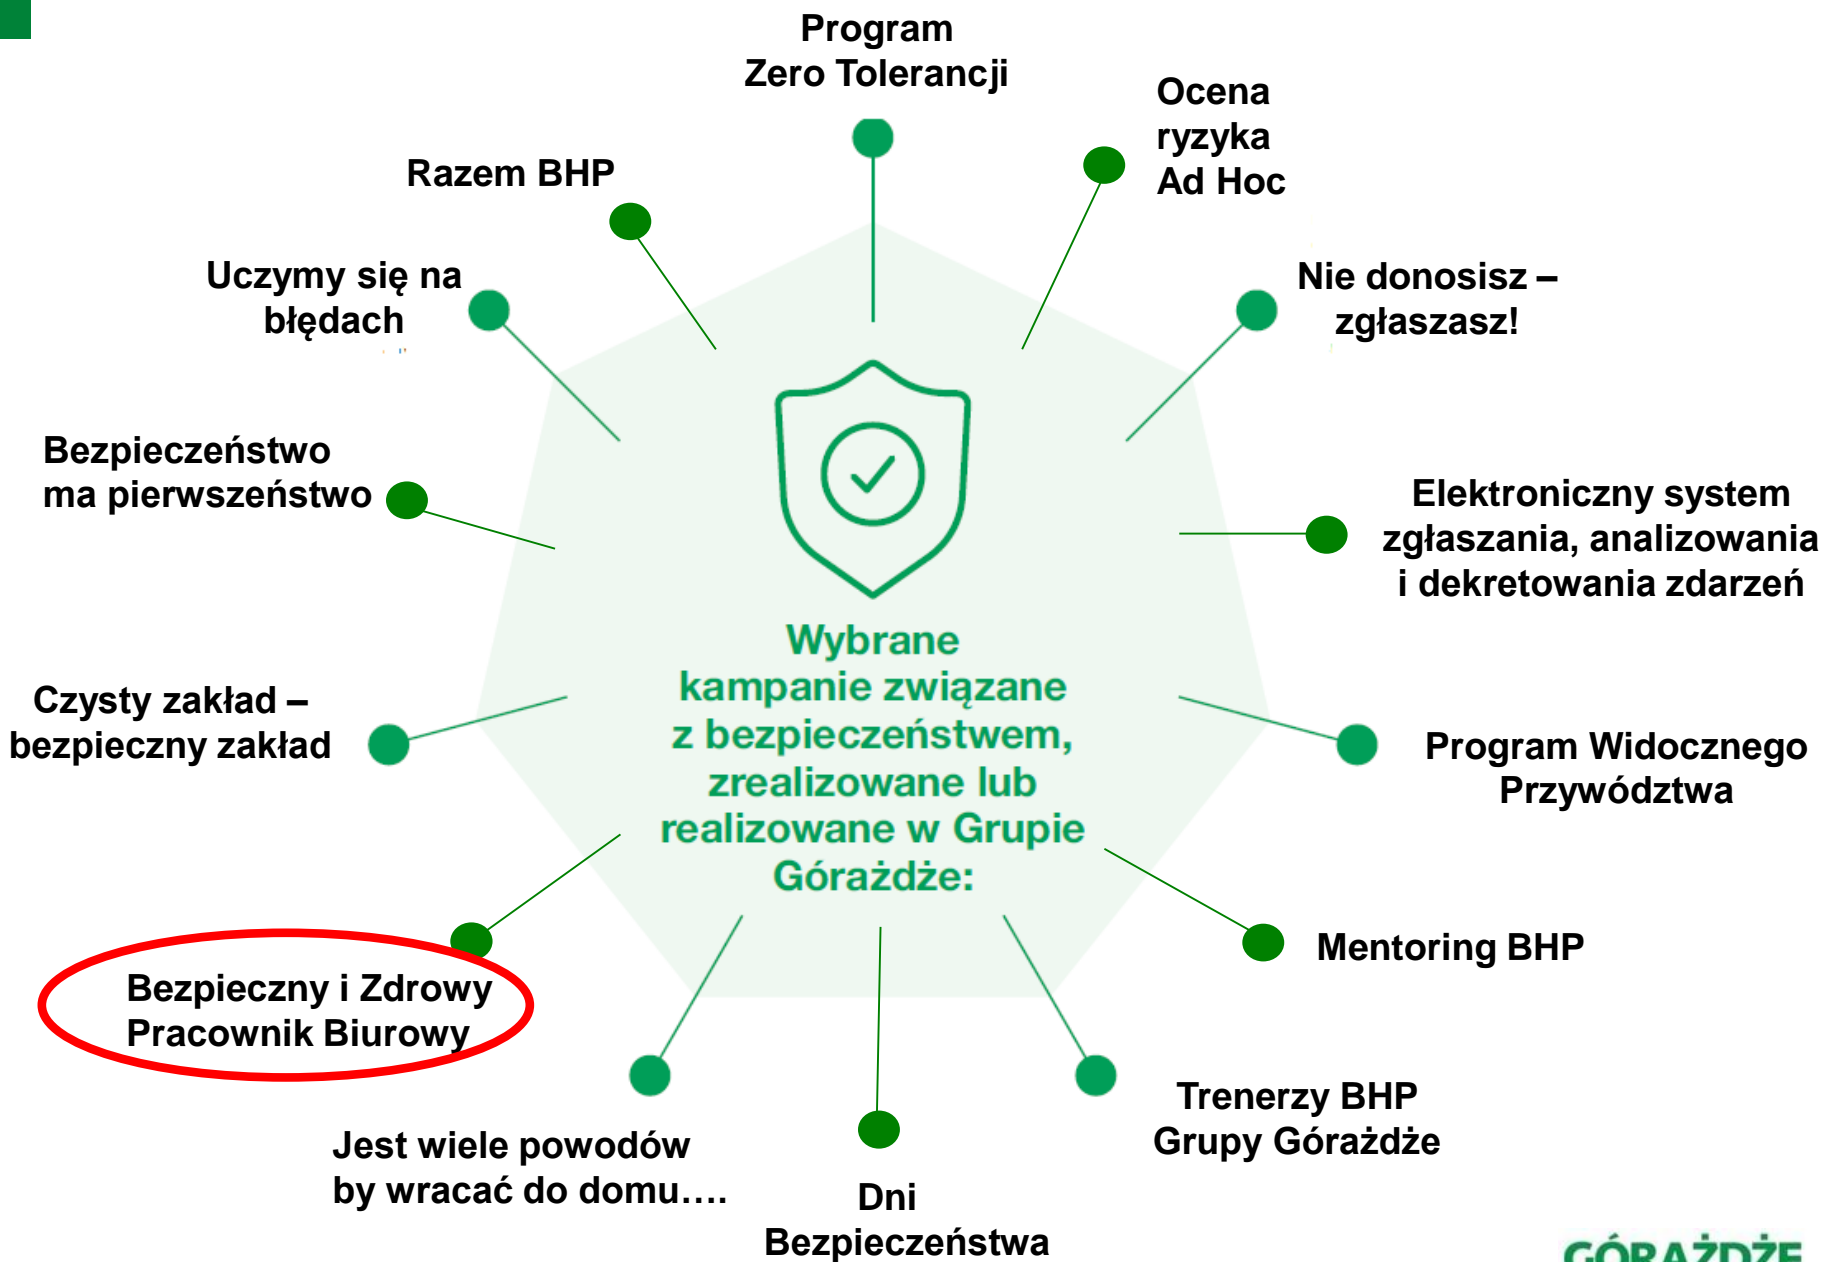 Program
Zero Tolerancji
Ocena
ryzyka
Ad Hoc
Razem BHP
Uczymy się na
błędach
Nie donosisz –
zgłaszasz!
Bezpieczeństwo
ma pierwszeństwo
Elektroniczny system
zgłaszania, analizowania
i dekretowania zdarzeń
Wybrane
kampanie związane
z bezpieczeństwem,
zrealizowane lub
realizowane w Grupie
Górażdże:
Czysty zakład –
bezpieczny zakład
Program Widocznego
Przywództwa
Bezpieczny i Zdrowy
Pracownik Biurowy
Mentoring BHP
Jest wiele powodów
by wracać do domu….
Dni
Bezpieczeństwa
Trenerzy BHP
Grupy Górażdże
GÓRAŻDŻE